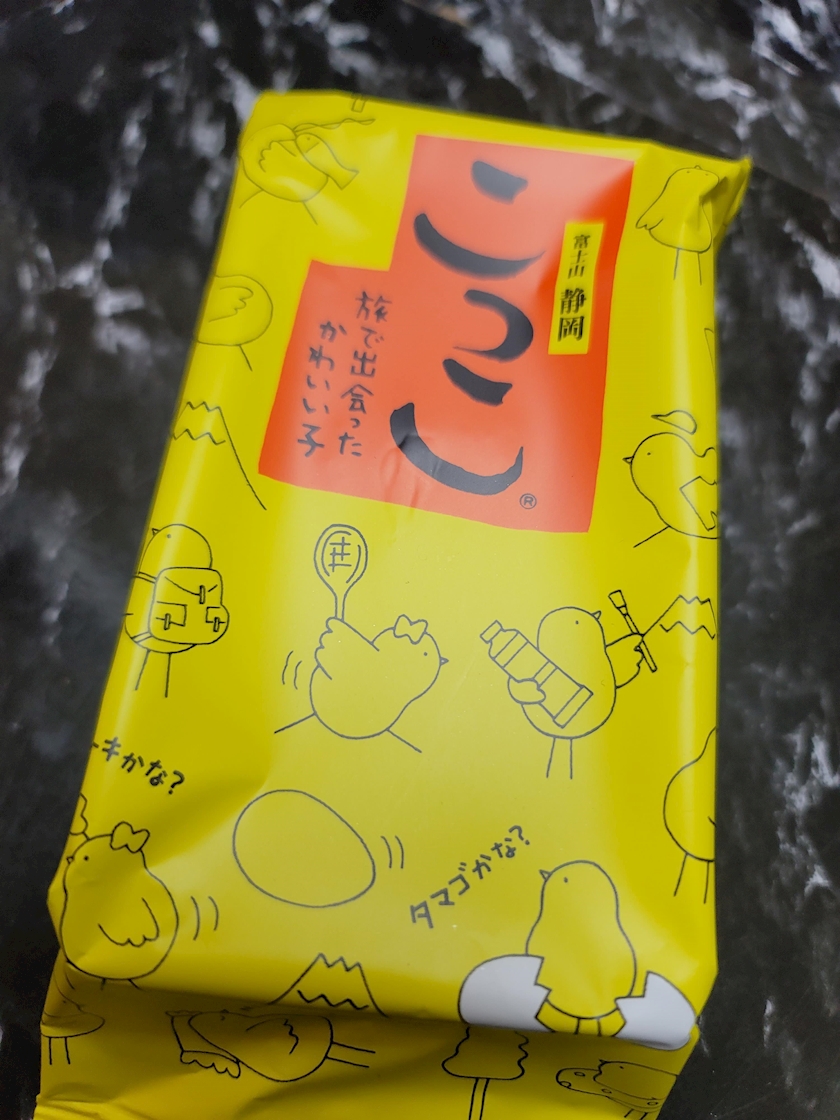 富士山 静岡
こっこ
®
旅で出会った
かわいい子
ーキかな?
タマゴかな?